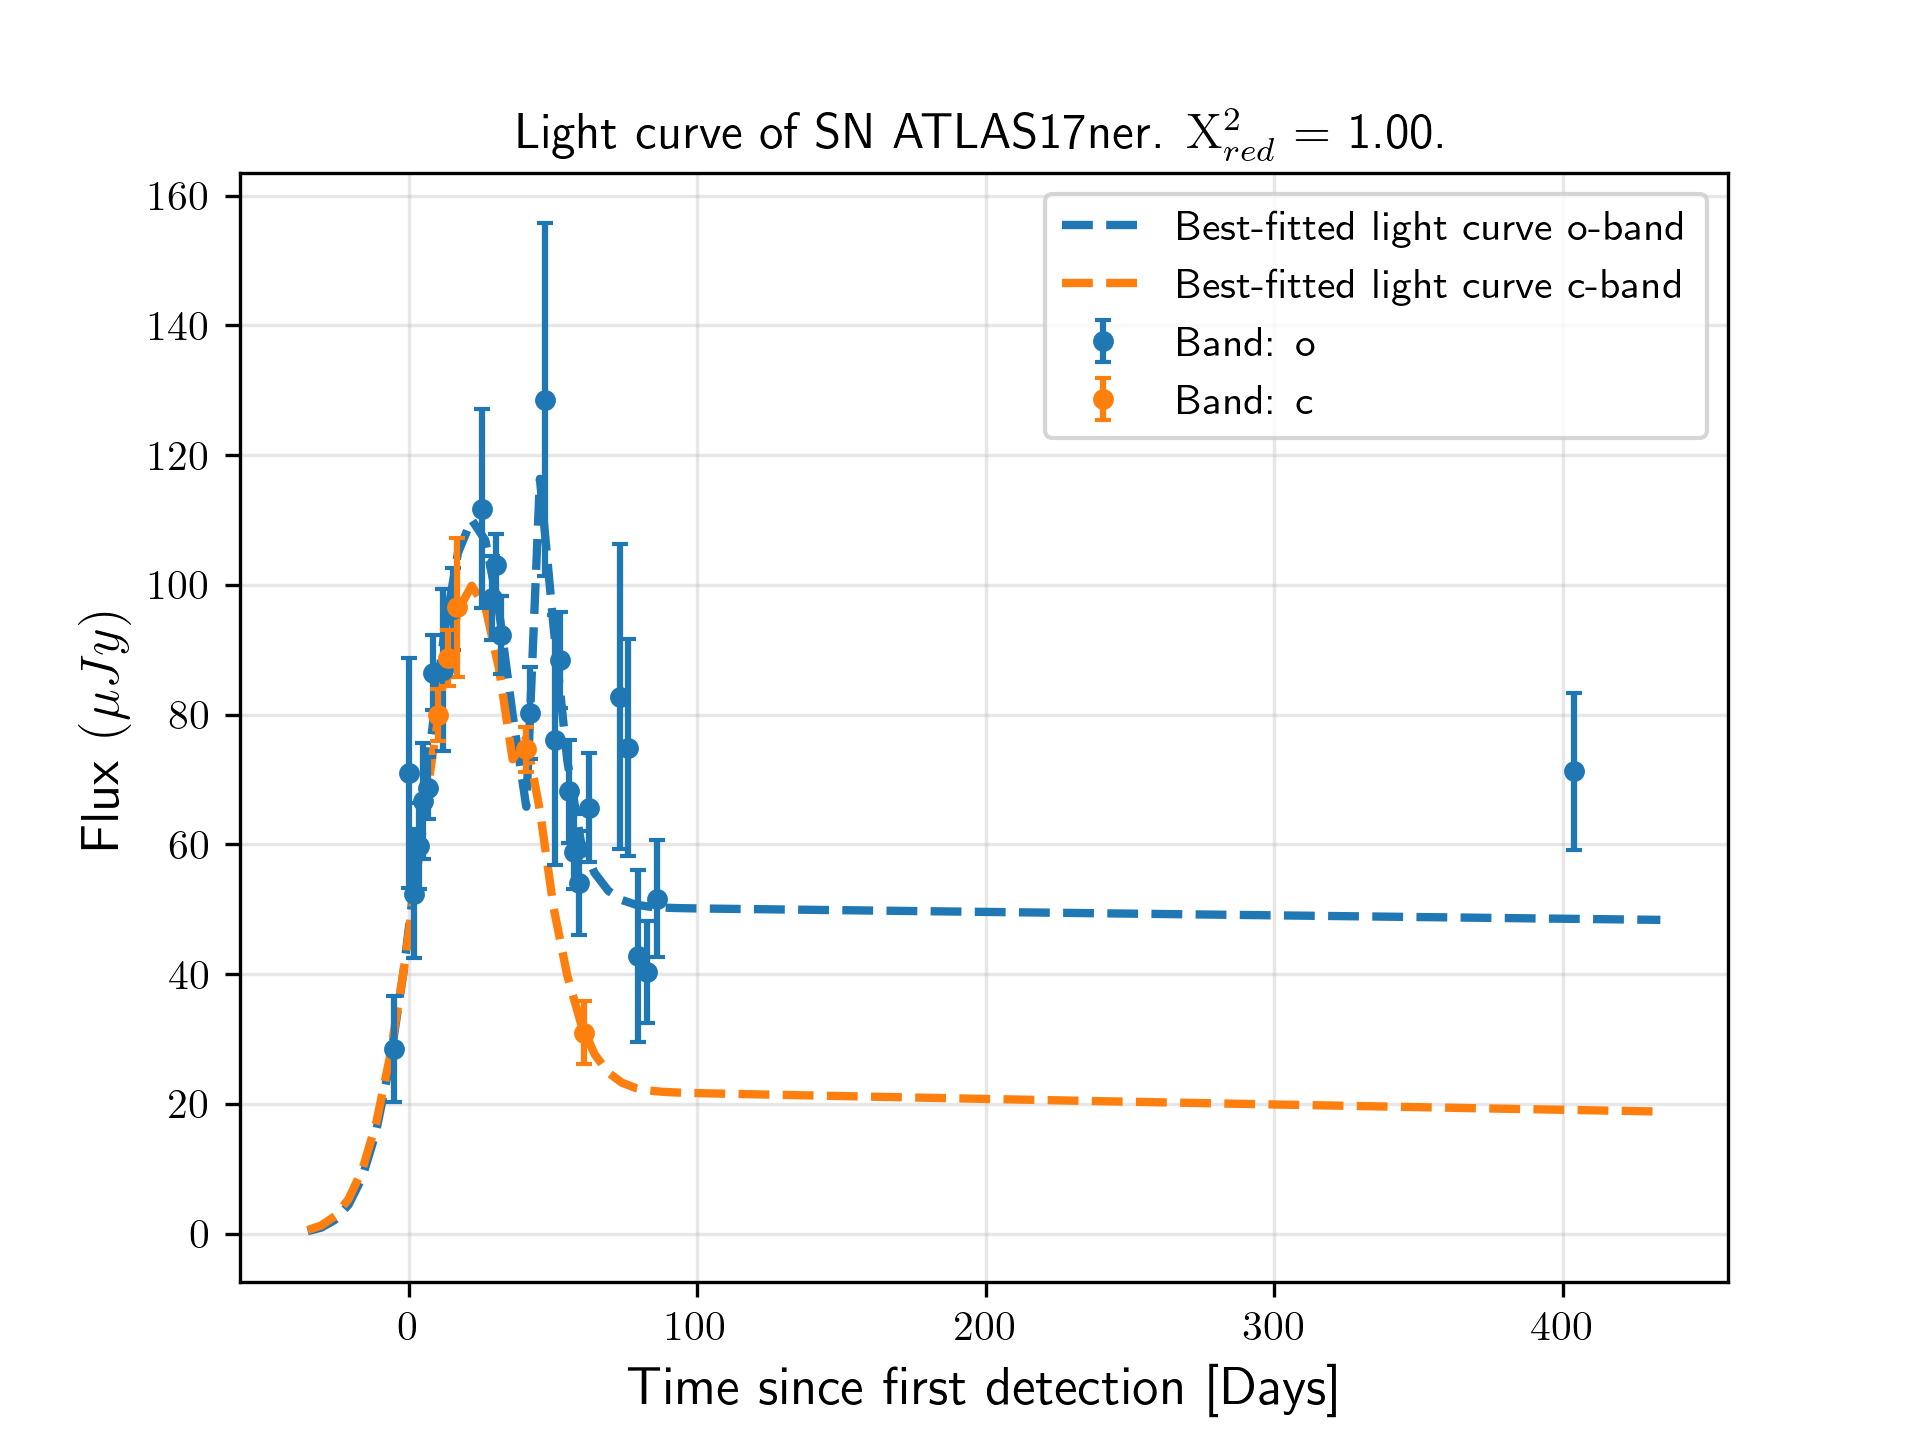 Light curve of SN ATLAS17ner. X²_red = 1.00.
160
140
120
100
80
60
40
20
0
Flux (μJy)
Best-fitted light curve o-band
Best-fitted light curve c-band
Band: o
Band: c
0 100 200 300 400
Time since first detection [Days]